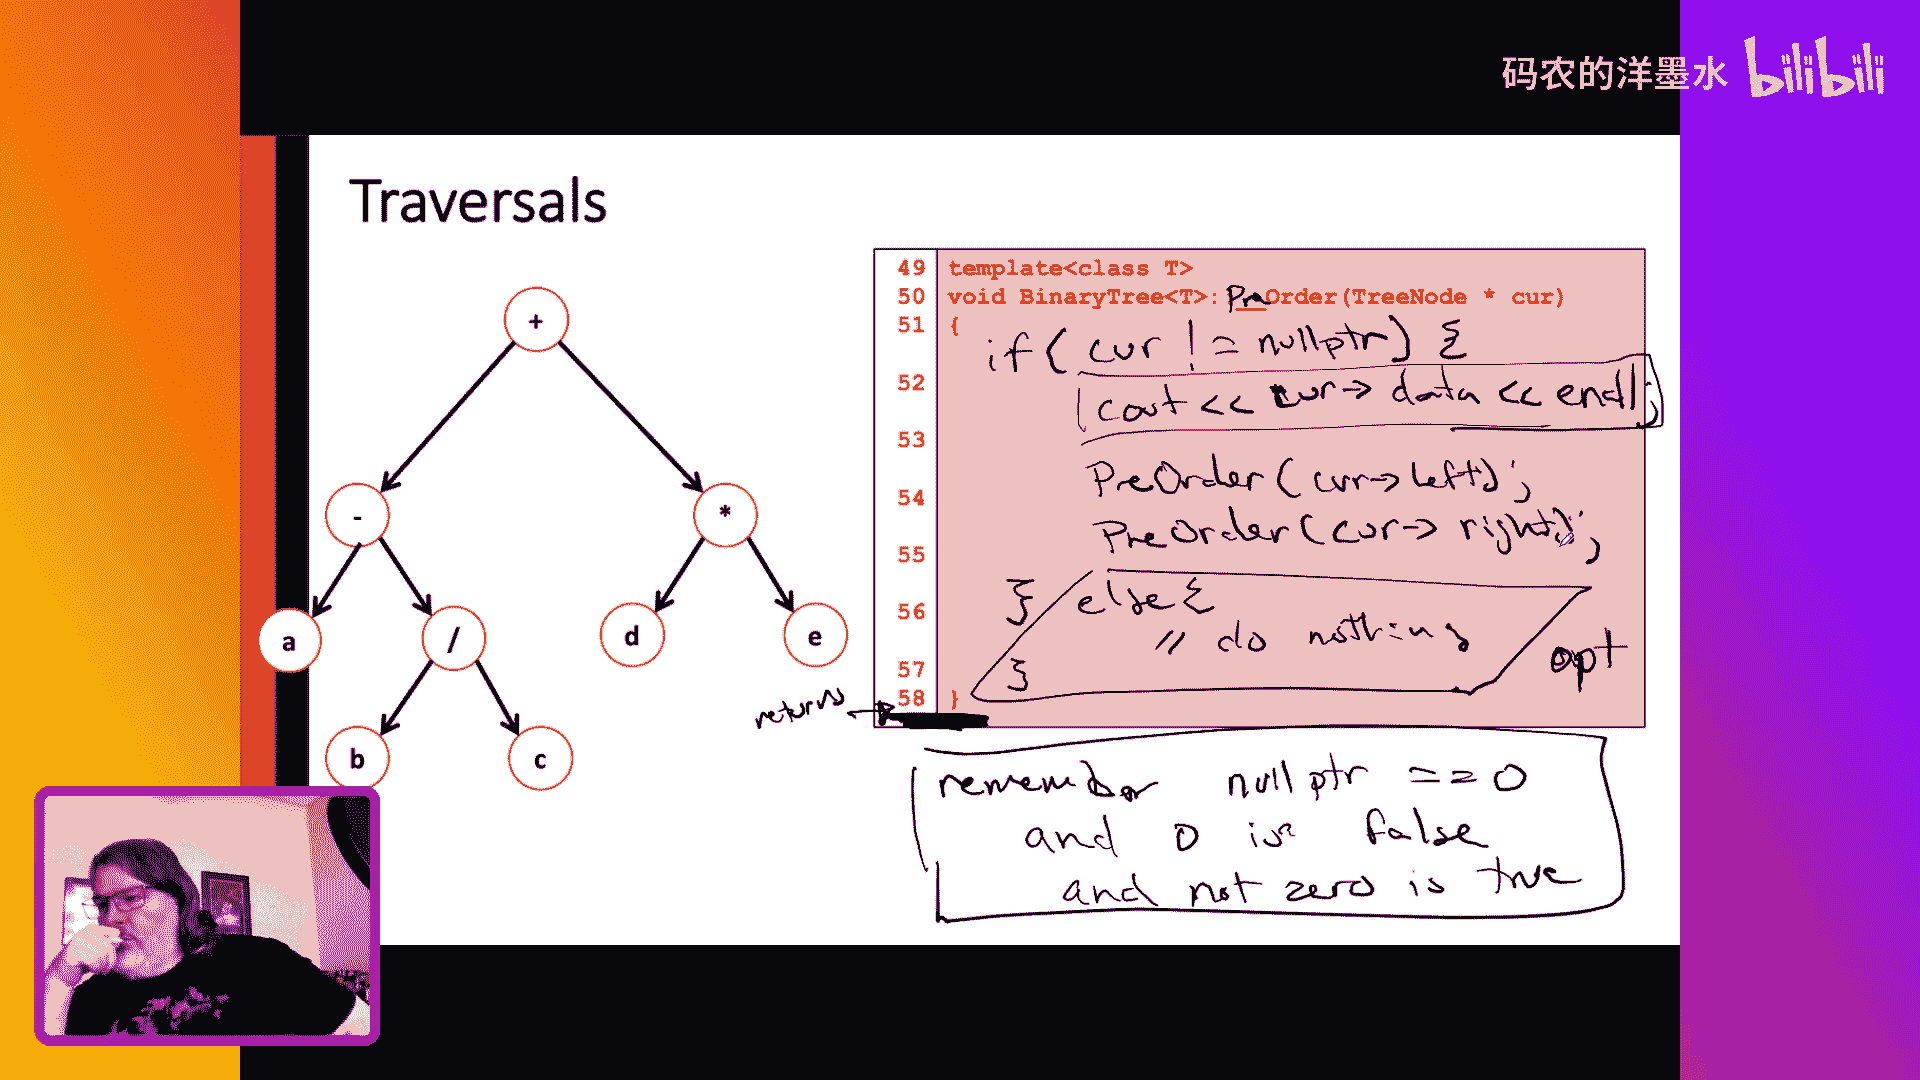 码农的洋墨水 bilibili
Traversals
49 template<class T>
50 void BinaryTree<T>:PreOrder(TreeNode * cur)
51 {
if( cur != nullptr) {
52
cout << cur-> data << endl;
53
PreOrder( cur->left);
54
PreOrder( cur-> right);
55
} else {
56
// do nothing
opt
57
}
58 }
returns
+
-
*
a
/
d
e
b
c
remember nullptr == 0
and 0 is false
and not zero is true